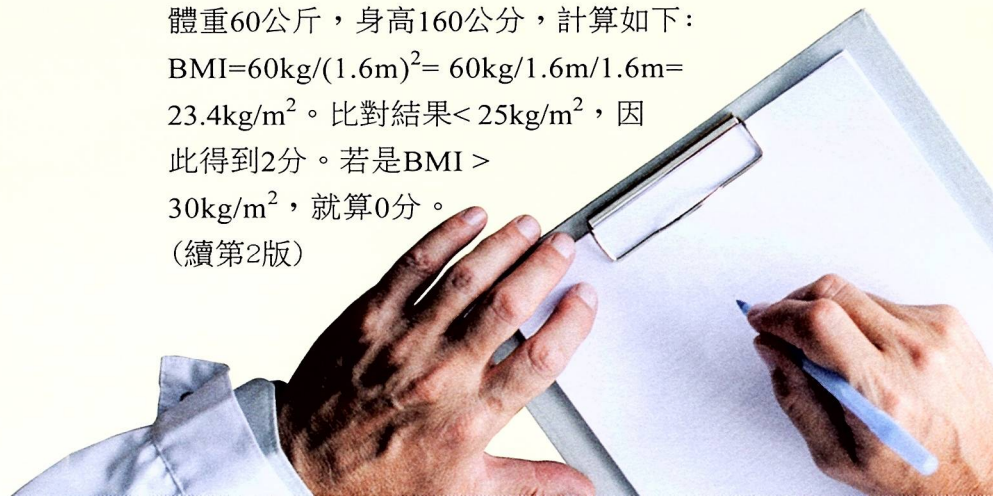 體重60公斤，身高160公分，計算如下：
BMI=60kg/(1.6m)²= 60kg/1.6m/1.6m=
23.4kg/m²。比對結果< 25kg/m²，因
此得到2分。若是BMI >
30kg/m²，就算0分。
（續第2版）